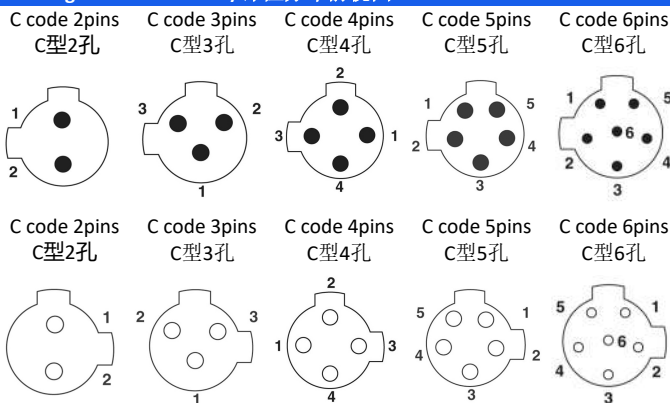 C code 2pins C code 3pins C code 4pins C code 5pins C code 6pins
C型2孔 C型3孔 C型4孔 C型5孔 C型6孔
2
1 3 2 1 5 1 5
3 1 6
2 2 4 2 4
1 4 3 3
C code 2pins C code 3pins C code 4pins C code 5pins C code 6pins
C型2孔 C型3孔 C型4孔 C型5孔 C型6孔
2
1 2 3 5 1 5 1
1 3 6
2 4 2 4 2
1 4 3 3